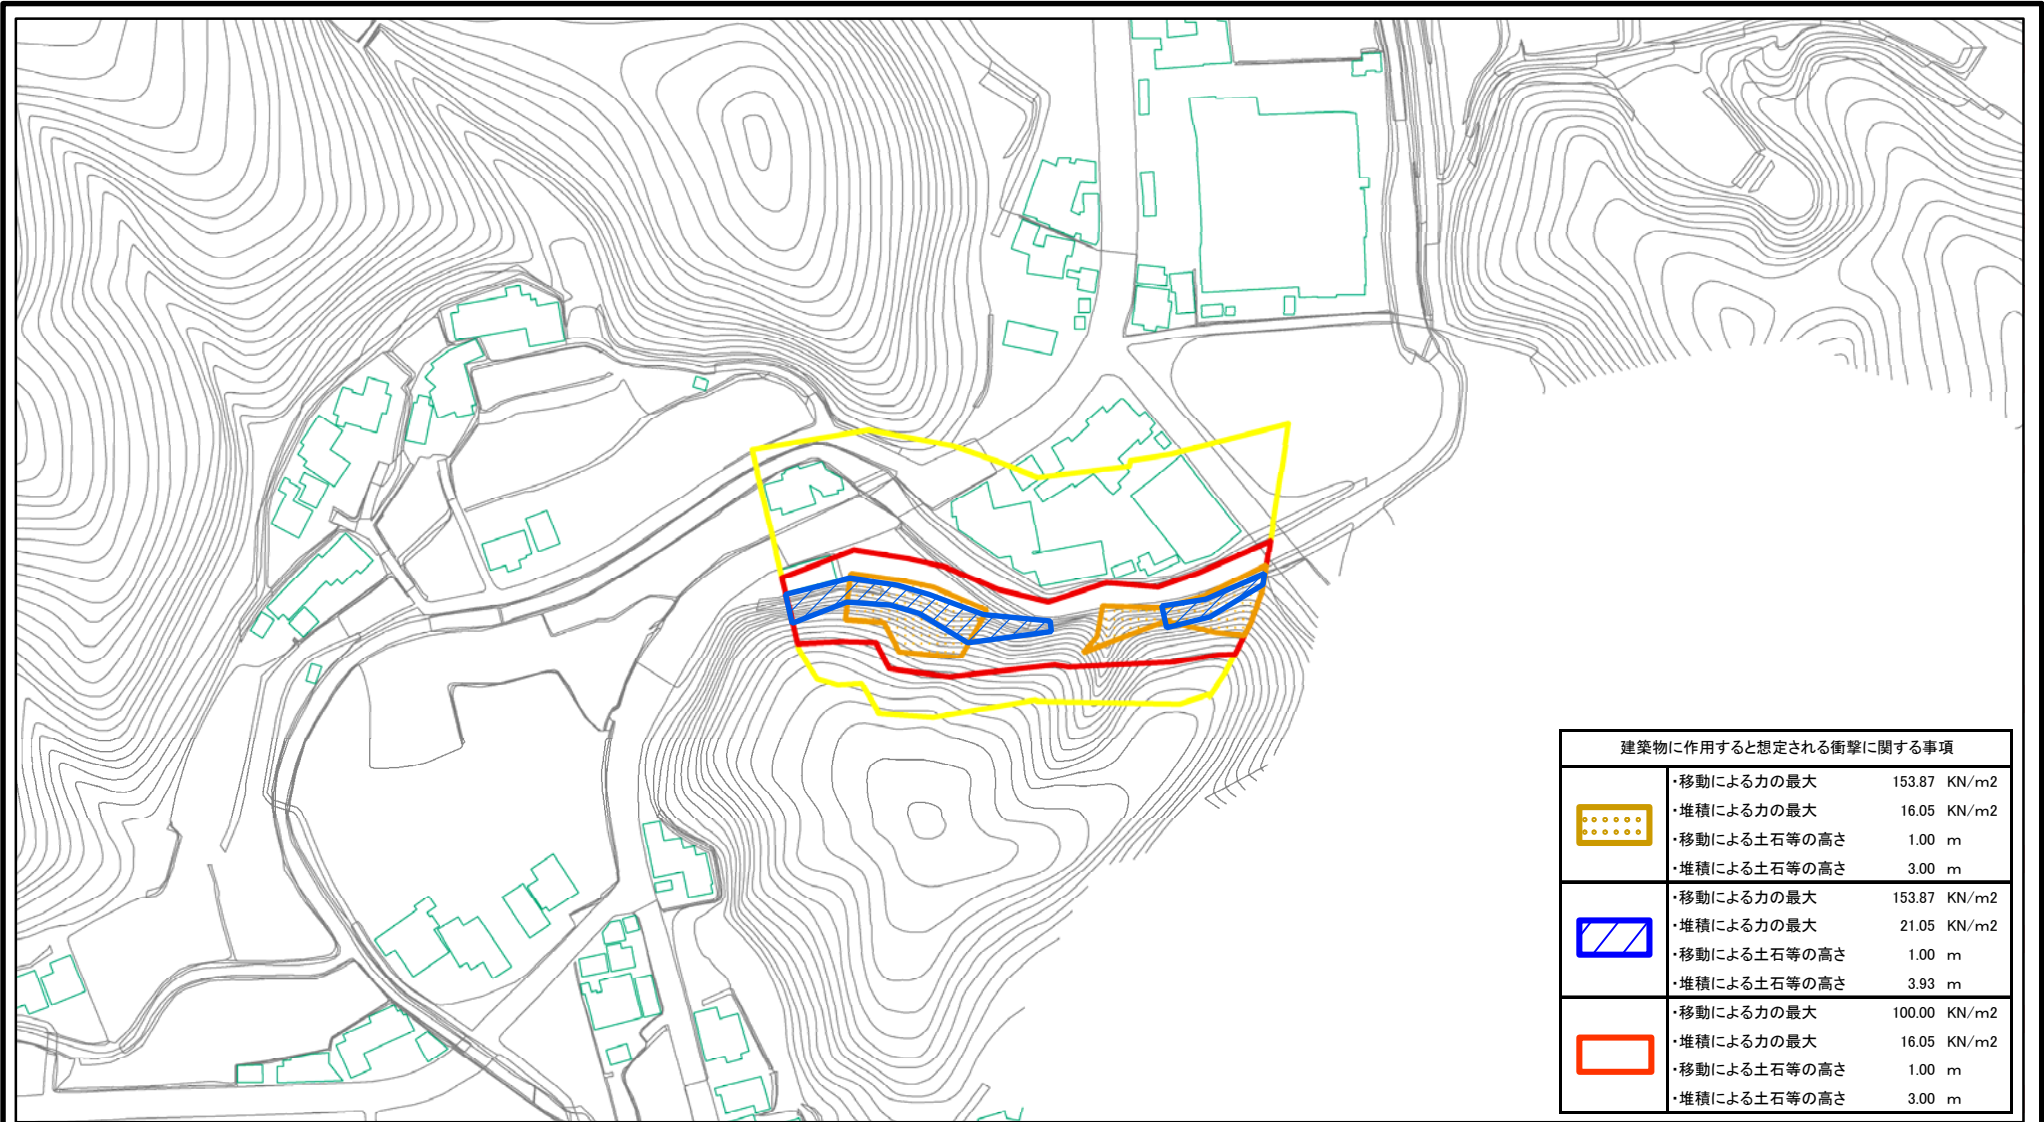 建築物に作用すると想定される衝撃に関する事項
・移動による力の最大 153.87 KN/m2
・堆積による力の最大 16.05 KN/m2
・移動による土石等の高さ 1.00 m
・堆積による土石等の高さ 3.00 m
・移動による力の最大 153.87 KN/m2
・堆積による力の最大 21.05 KN/m2
・移動による土石等の高さ 1.00 m
・堆積による土石等の高さ 3.93 m
・移動による力の最大 100.00 KN/m2
・堆積による力の最大 16.05 KN/m2
・移動による土石等の高さ 1.00 m
・堆積による土石等の高さ 3.00 m